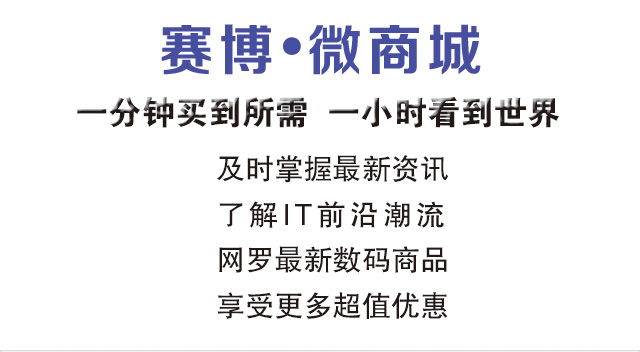 赛博•微商城
一分钟买到所需 一小时看到世界
及时掌握最新资讯
了解IT前沿潮流
网罗最新数码商品
享受更多超值优惠